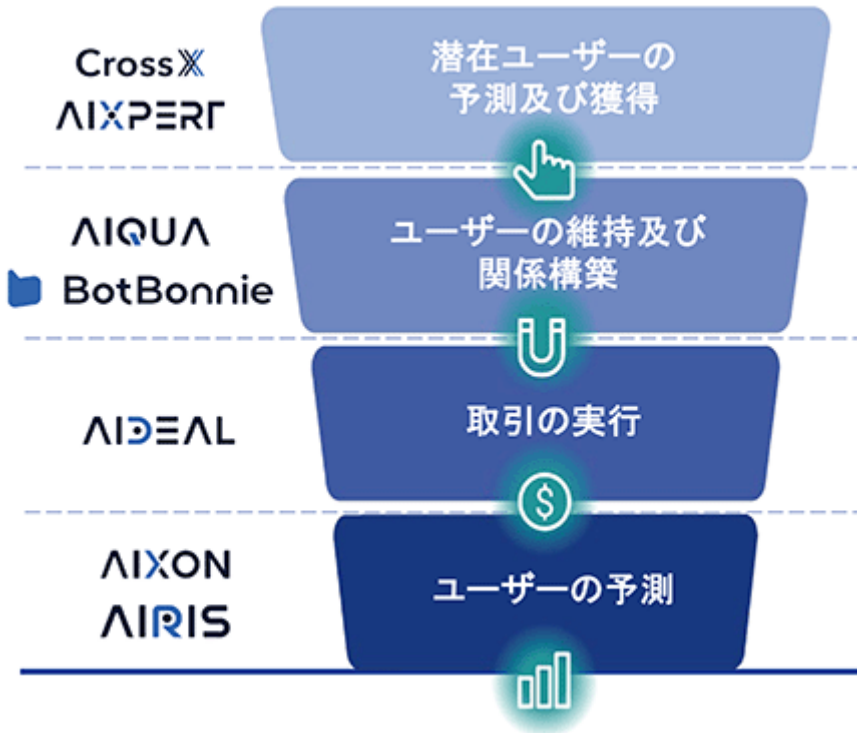 CrossX
AIXPERT
潜在ユーザーの
予測及び獲得
AIQUA
BotBonnie
ユーザーの維持及び
関係構築
AIDEAL
取引の実行
$
AIXON
AIRIS
ユーザーの予測